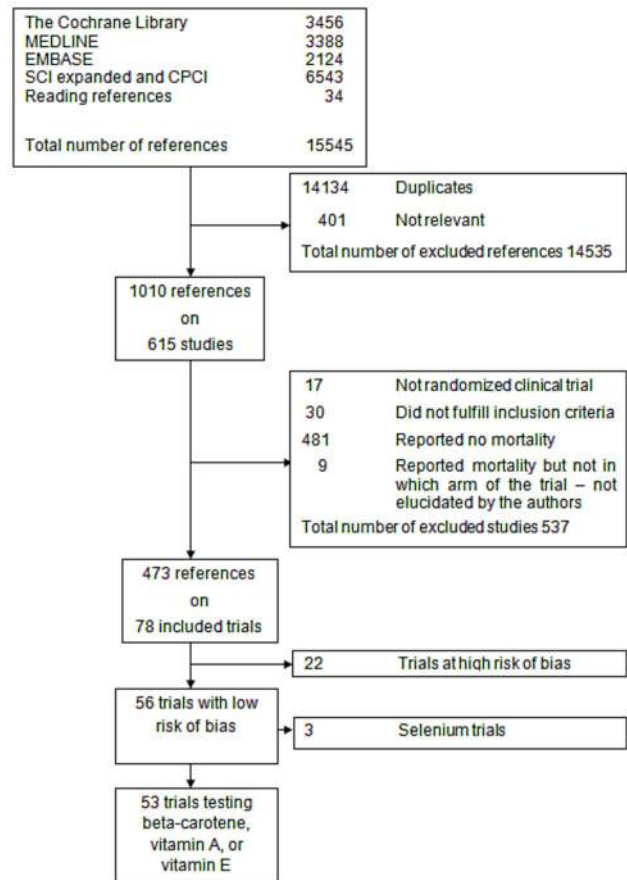 The Cochrane Library 3456
MEDLINE 3388
EMBASE 2124
SCI expanded and CPCI 6543
Reading references 34
Total number of references 15545
14134 Duplicates
401 Not relevant
Total number of excluded references 14535
1010 references
on
615 studies
17 Not randomized clinical trial
30 Did not fulfill inclusion criteria
481 Reported no mortality
9 Reported mortality but not in
which arm of the trial – not
elucidated by the authors
Total number of excluded studies 537
473 references
on
78 included trials
22 Trials at high risk of bias
56 trials with low
risk of bias
3 Selenium trials
53 trials testing
beta-carotene,
vitamin A, or
vitamin E